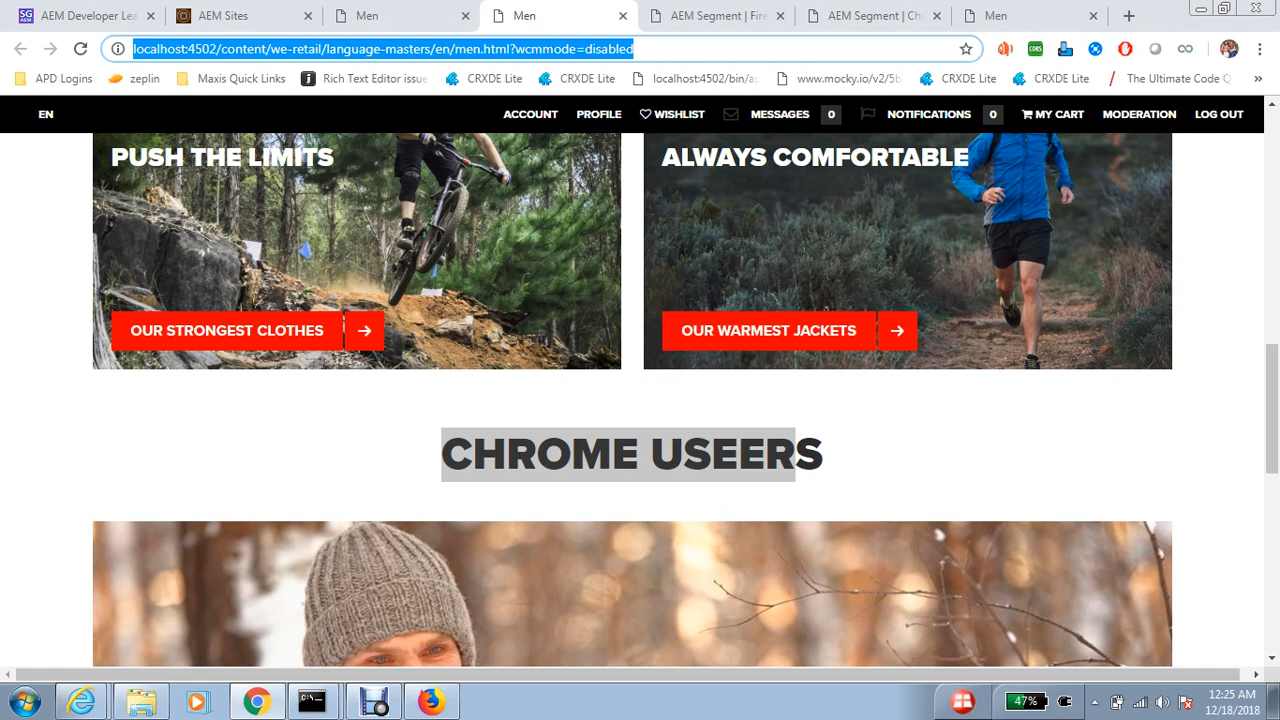 AEM Developer Lea
AEM Sites
Men
Men
AEM Segment | Fire
AEM Segment | Ch
Men
localhost:4502/content/we-retail/language-masters/en/men.html?wcmmode=disabled
APD Logins
zeplin
Maxis Quick Links
Rich Text Editor issue
CRXDE Lite
CRXDE Lite
localhost:4502/bin/a
www.mocky.io/v2/5b
CRXDE Lite
CRXDE Lite
The Ultimate Code Q
EN
ACCOUNT
PROFILE
WISHLIST
MESSAGES 0
NOTIFICATIONS 0
MY CART
MODERATION
LOG OUT
PUSH THE LIMITS
ALWAYS COMFORTABLE
OUR STRONGEST CLOTHES
OUR WARMEST JACKETS
CHROME USEERS
47%
12:25 AM
12/18/2018